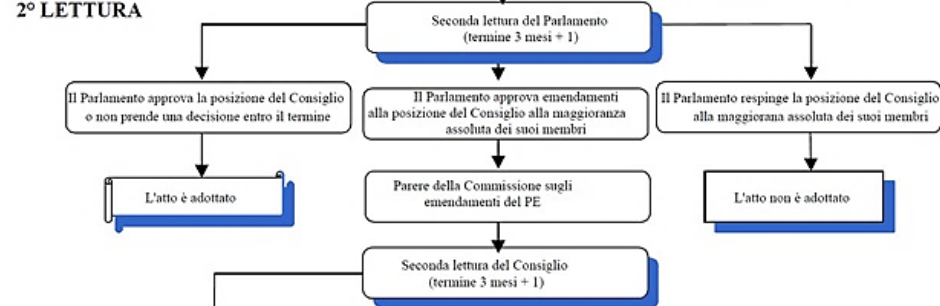 2° LETTURA
Seconda lettura del Parlamento
(termine 3 mesi + 1)
Il Parlamento approva la posizione del Consiglio
o non prende una decisione entro il termine
Il Parlamento approva emendamenti
alla posizione del Consiglio alla maggioranza
assoluta dei suoi membri
Il Parlamento respinge la posizione del Consiglio
alla maggiorana assoluta dei suoi membri
L'atto è adottato
Parere della Commissione sugli
emendamenti del PE
L'atto non è adottato
Seconda lettura del Consiglio
(termine 3 mesi + 1)